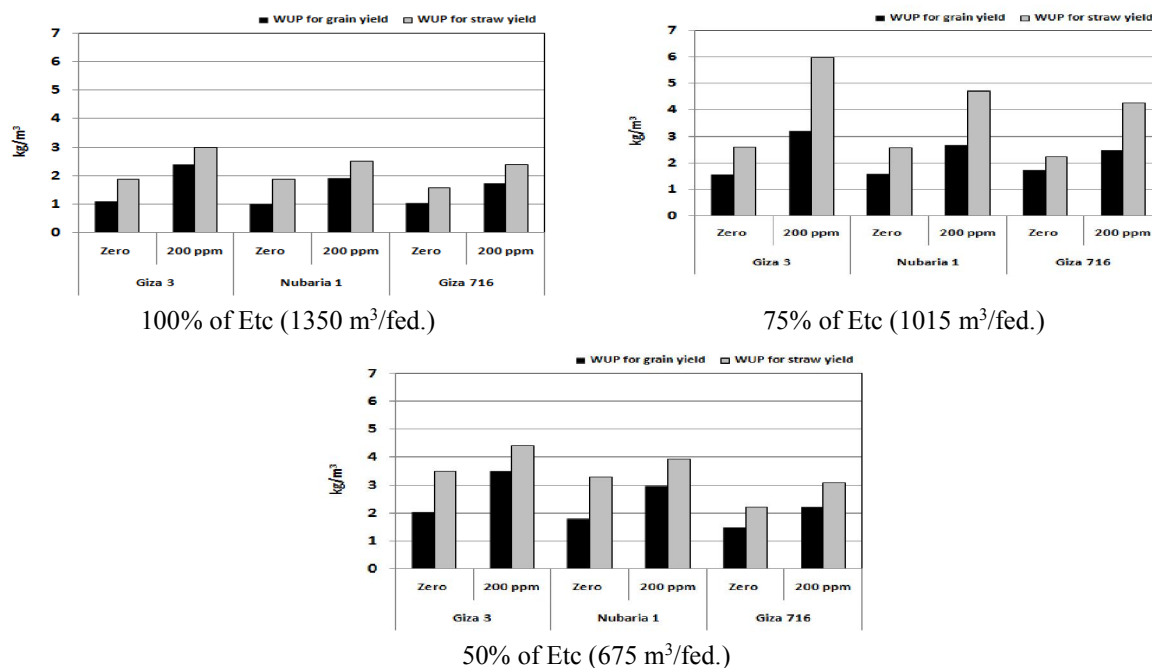 WUP for grain yield WUP for straw yield
7
6
5
4
3
2
1
0
kg/m³
Zero 200 ppm Zero 200 ppm Zero 200 ppm
Giza 3 Nubaria 1 Giza 716
100% of Etc (1350 m³/fed.)
WUP for grain yield WUP for straw yield
7
6
5
4
3
2
1
0
kg/m³
Zero 200 ppm Zero 200 ppm Zero 200 ppm
Giza 3 Nubaria 1 Giza 716
75% of Etc (1015 m³/fed.)
WUP for grain yield WUP for straw yield
7
6
5
4
3
2
1
0
kg/m³
Zero 200 ppm Zero 200 ppm Zero 200 ppm
Giza 3 Nubaria 1 Giza 716
50% of Etc (675 m³/fed.)